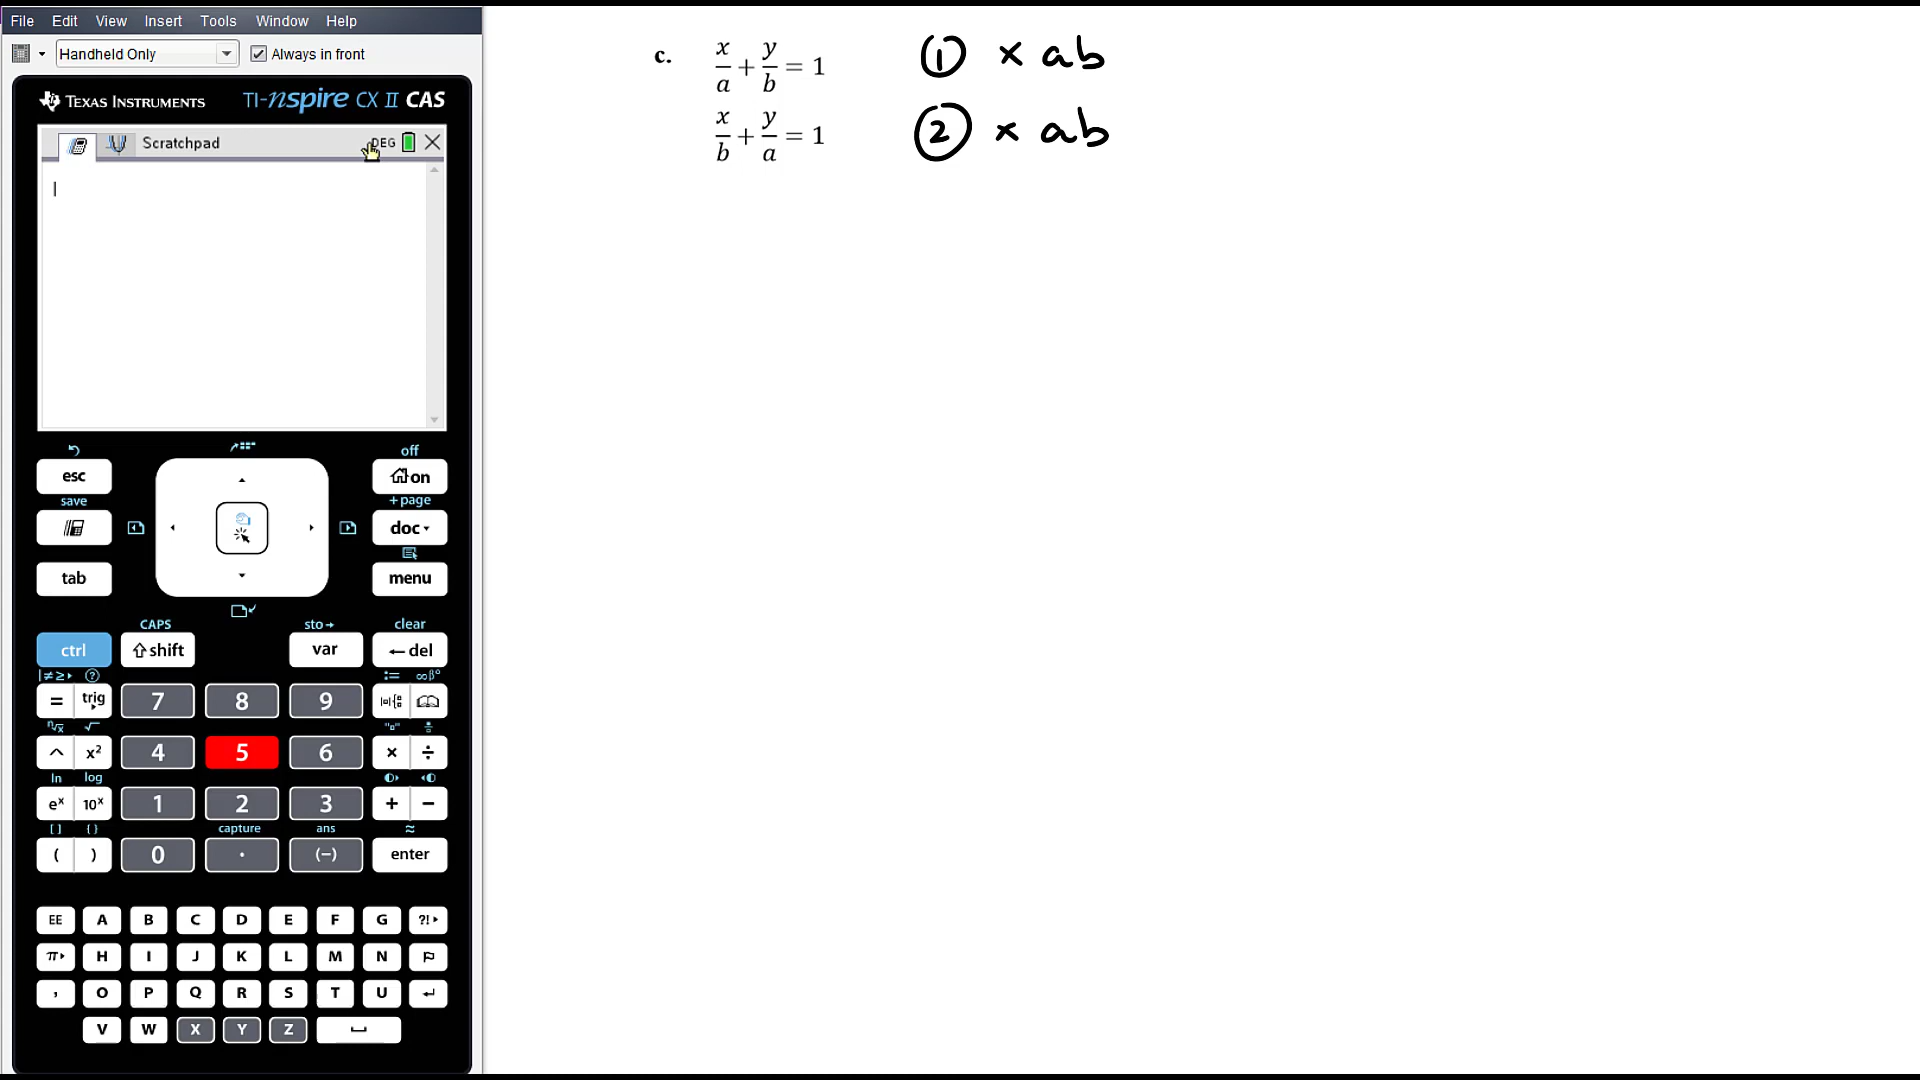 File Edit View Insert Tools Window Help
Handheld Only Always in front
TEXAS INSTRUMENTS TI-nspire CX II CAS
Scratchpad DEG
off
esc on
save + page
doc
tab menu
CAPS sto→ clear
ctrl ⇧shift var ←del
|≠≥▸ ? := ∞β°
= trig 7 8 9
ⁿ√x √ "▫"
^ x² 4 5 6 × ÷
ln log
eˣ 10ˣ 1 2 3 + −
[ ] { } capture ans ≈
( ) 0 . (−) enter
EE A B C D E F G ?!▸
π▸ H I J K L M N
, O P Q R S T U ↵
V W X Y Z
c. x/a + y/b = 1 ① × ab
x/b + y/a = 1 ② × ab